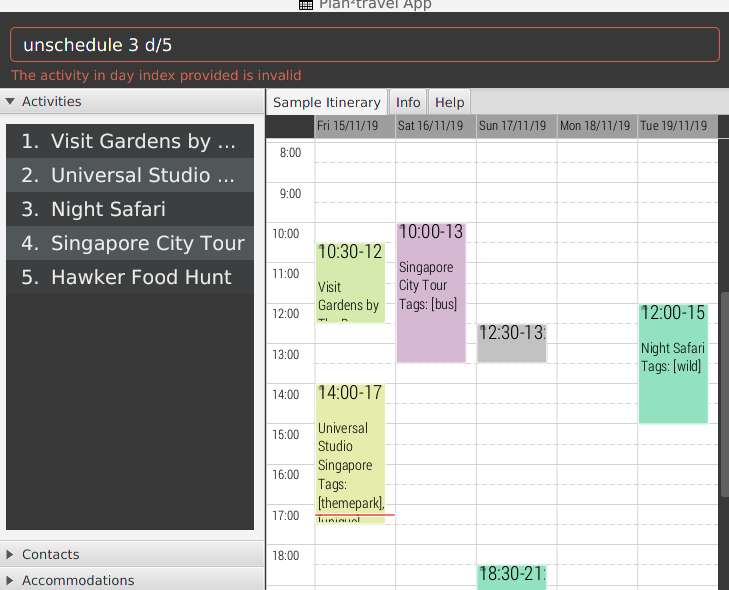 Plan²travel App
unschedule 3 d/5
The activity in day index provided is invalid
Activities
1. Visit Gardens by ...
2. Universal Studio ...
3. Night Safari
4. Singapore City Tour
5. Hawker Food Hunt
Contacts
Accommodations
Sample Itinerary Info Help
Fri 15/11/19 Sat 16/11/19 Sun 17/11/19 Mon 18/11/19 Tue 19/11/19
8:00
9:00
10:00
11:00
12:00
13:00
14:00
15:00
16:00
17:00
18:00
10:30-12
Visit
Gardens by
14:00-17
Universal
Studio
Singapore
Tags:
[themepark],
10:00-13
Singapore
City Tour
Tags: [bus]
12:30-13:
18:30-21:
12:00-15
Night Safari
Tags: [wild]